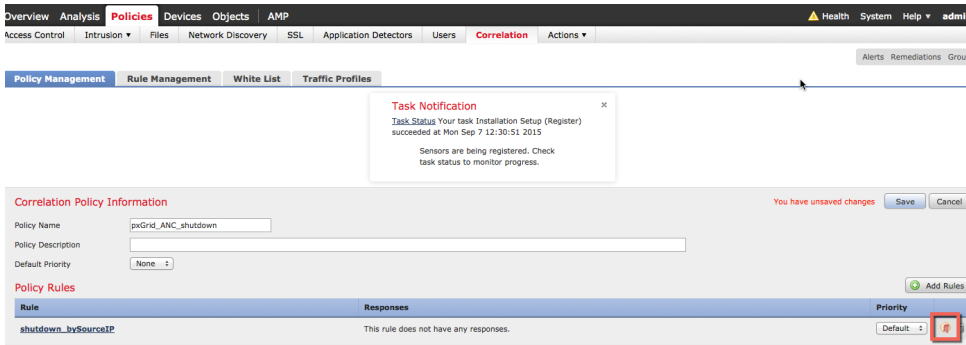 Overview Analysis Policies Devices Objects AMP Health System Help admi
Access Control Intrusion Files Network Discovery SSL Application Detectors Users Correlation Actions
Alerts Remediations Grou
Policy Management Rule Management White List Traffic Profiles
Task Notification
Task Status Your task Installation Setup (Register)
succeeded at Mon Sep 7 12:30:51 2015
Sensors are being registered. Check
task status to monitor progress.
Correlation Policy Information You have unsaved changes Save Cancel
Policy Name pxGrid_ANC_shutdown
Policy Description
Default Priority None
Policy Rules Add Rules
Rule Responses Priority
shutdown_bySourceIP This rule does not have any responses. Default